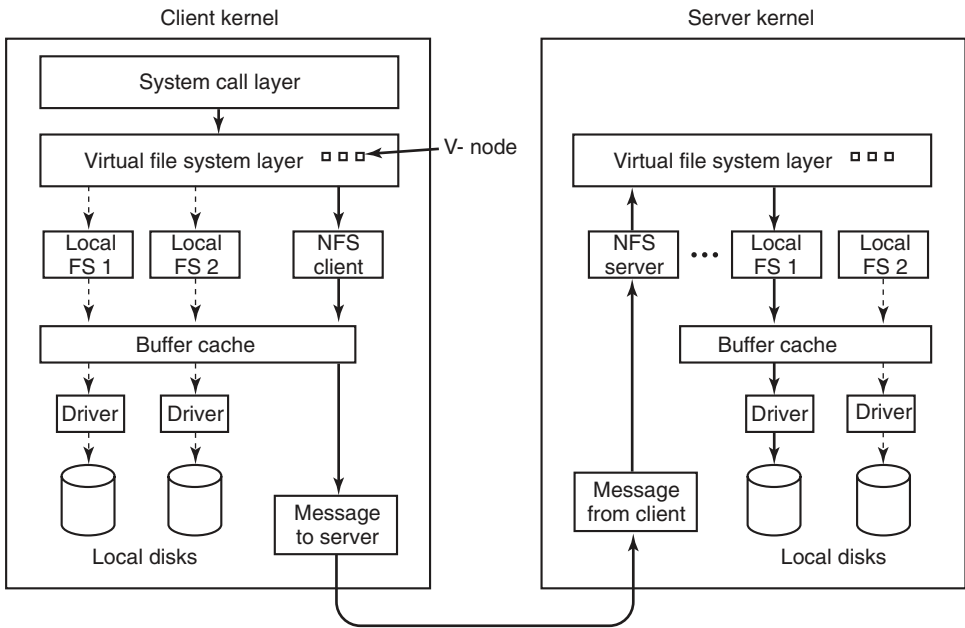 Client kernel
Server kernel
System call layer
Virtual file system layer
V- node
Virtual file system layer
Local
FS 1
Local
FS 2
NFS
client
NFS
server
Local
FS 1
Local
FS 2
Buffer cache
Buffer cache
Driver
Driver
Driver
Driver
Message
to server
Message
from client
Local disks
Local disks